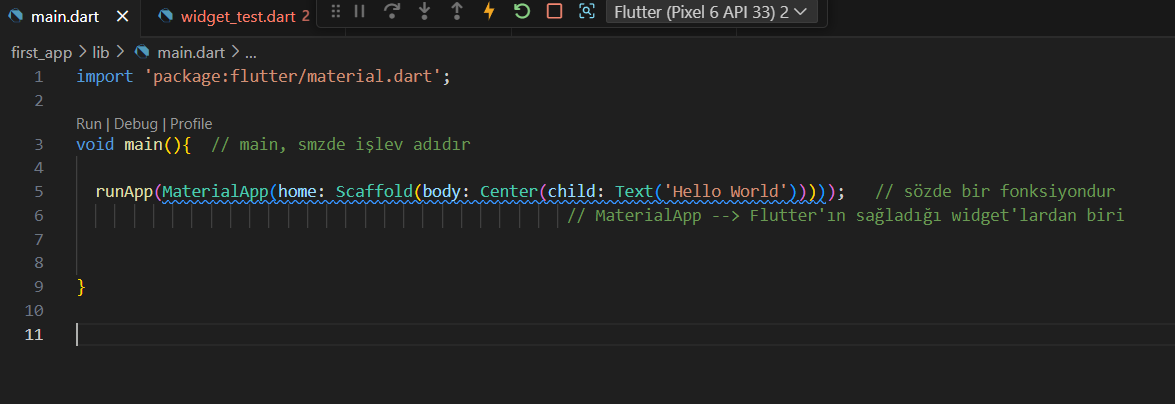 main.dart × widget_test.dart 2 Flutter (Pixel 6 API 33) 2
first_app > lib > main.dart > ...
1 import 'package:flutter/material.dart';
2
Run | Debug | Profile
3 void main(){ // main, smzde işlev adıdır
4
5 runApp(MaterialApp(home: Scaffold(body: Center(child: Text('Hello World'))))); // sözde bir fonksiyondur
6 // MaterialApp --> Flutter'ın sağladığı widget'lardan biri
7
8
9 }
10
11